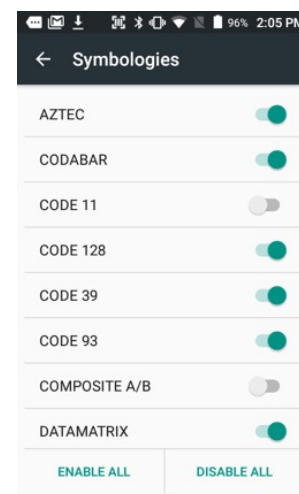 96% 2:05 PM
Symbologies
AZTEC
CODABAR
CODE 11
CODE 128
CODE 39
CODE 93
COMPOSITE A/B
DATAMATRIX
ENABLE ALL DISABLE ALL